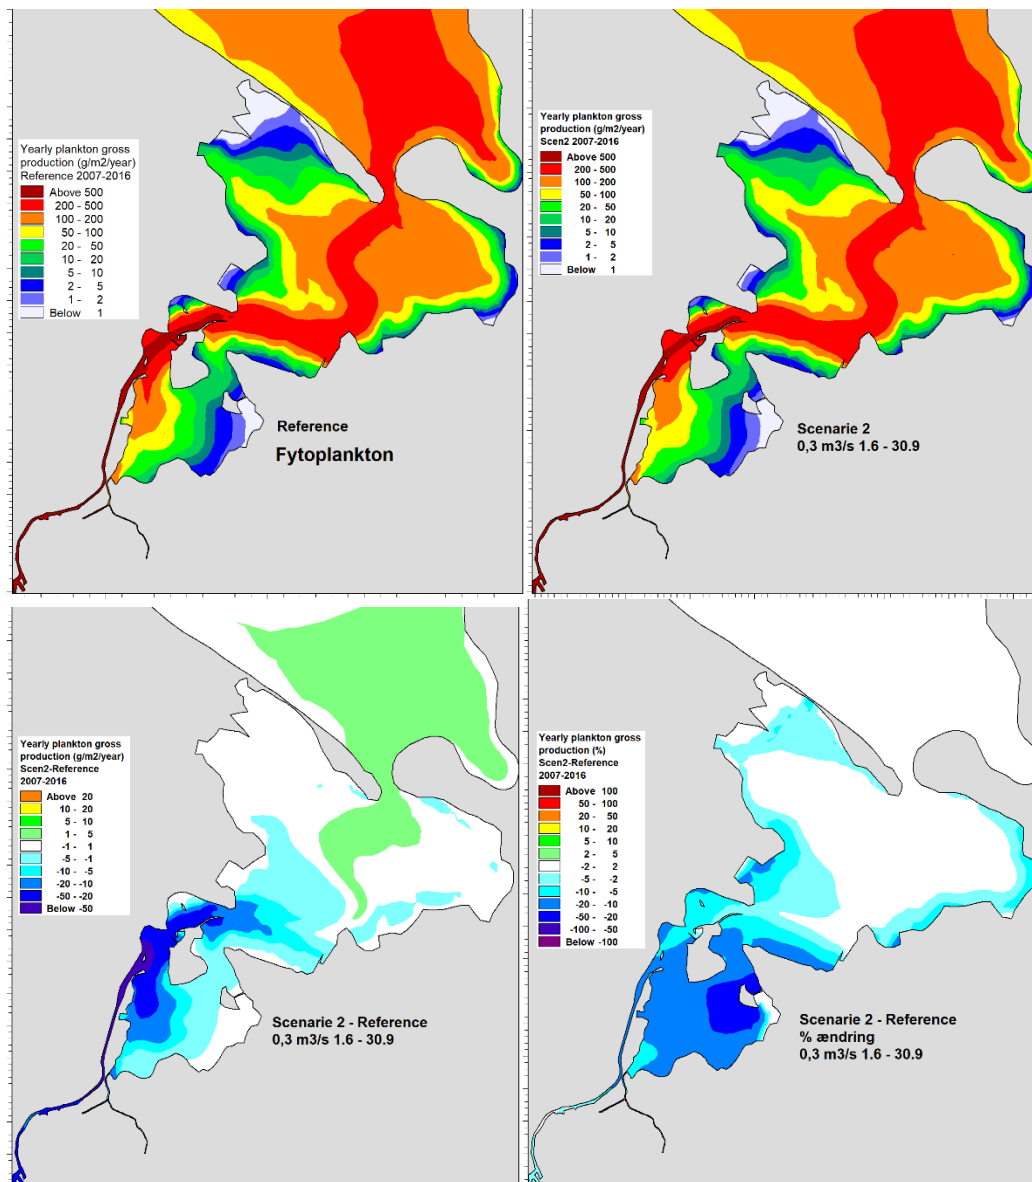 Yearly plankton gross
production (g/m2/year)
Reference 2007-2016
Above 500
200 - 500
100 - 200
50 - 100
20 - 50
10 - 20
5 - 10
2 - 5
1 - 2
Below 1
Reference
Fytoplankton
Yearly plankton gross
production (g/m2/year)
Scen2 2007-2016
Above 500
200 - 500
100 - 200
50 - 100
20 - 50
10 - 20
5 - 10
2 - 5
1 - 2
Below 1
Scenarie 2
0,3 m3/s 1.6 - 30.9
Yearly plankton gross
production (g/m2/year)
Scen2-Reference
2007-2016
Above 20
10 - 20
5 - 10
1 - 5
-1 - 1
-5 - -1
-10 - -5
-20 - -10
-50 - -20
Below -50
Scenarie 2 - Reference
0,3 m3/s 1.6 - 30.9
Yearly plankton gross
production (%)
Scen2-Reference
2007-2016
Above 100
50 - 100
20 - 50
10 - 20
5 - 10
2 - 5
-2 - 2
-5 - -2
-10 - -5
-20 - -10
-50 - -20
-100 - -50
Below -100
Scenarie 2 - Reference
% ændring
0,3 m3/s 1.6 - 30.9